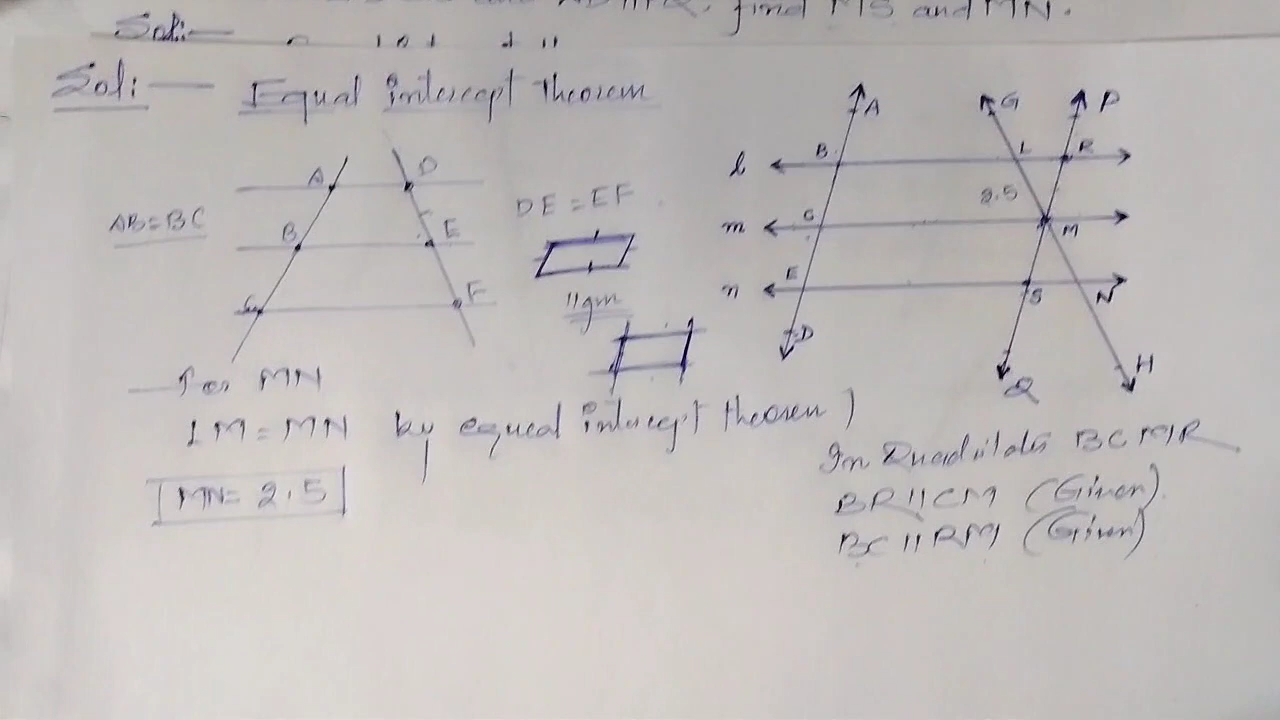 find MS and MN.
Sol:-
Sol:- Equal intercept Theorem
A D
AB=BC
B E
C F
DE = EF
||gm
A G P
l B L R
2.5
m C M
n E S N
D Q H
for MN
LM = MN by equal intercept theorem)
MN = 2.5
In Quadrilate BCMR
BR||CM (Given)
BC||RM (Given)